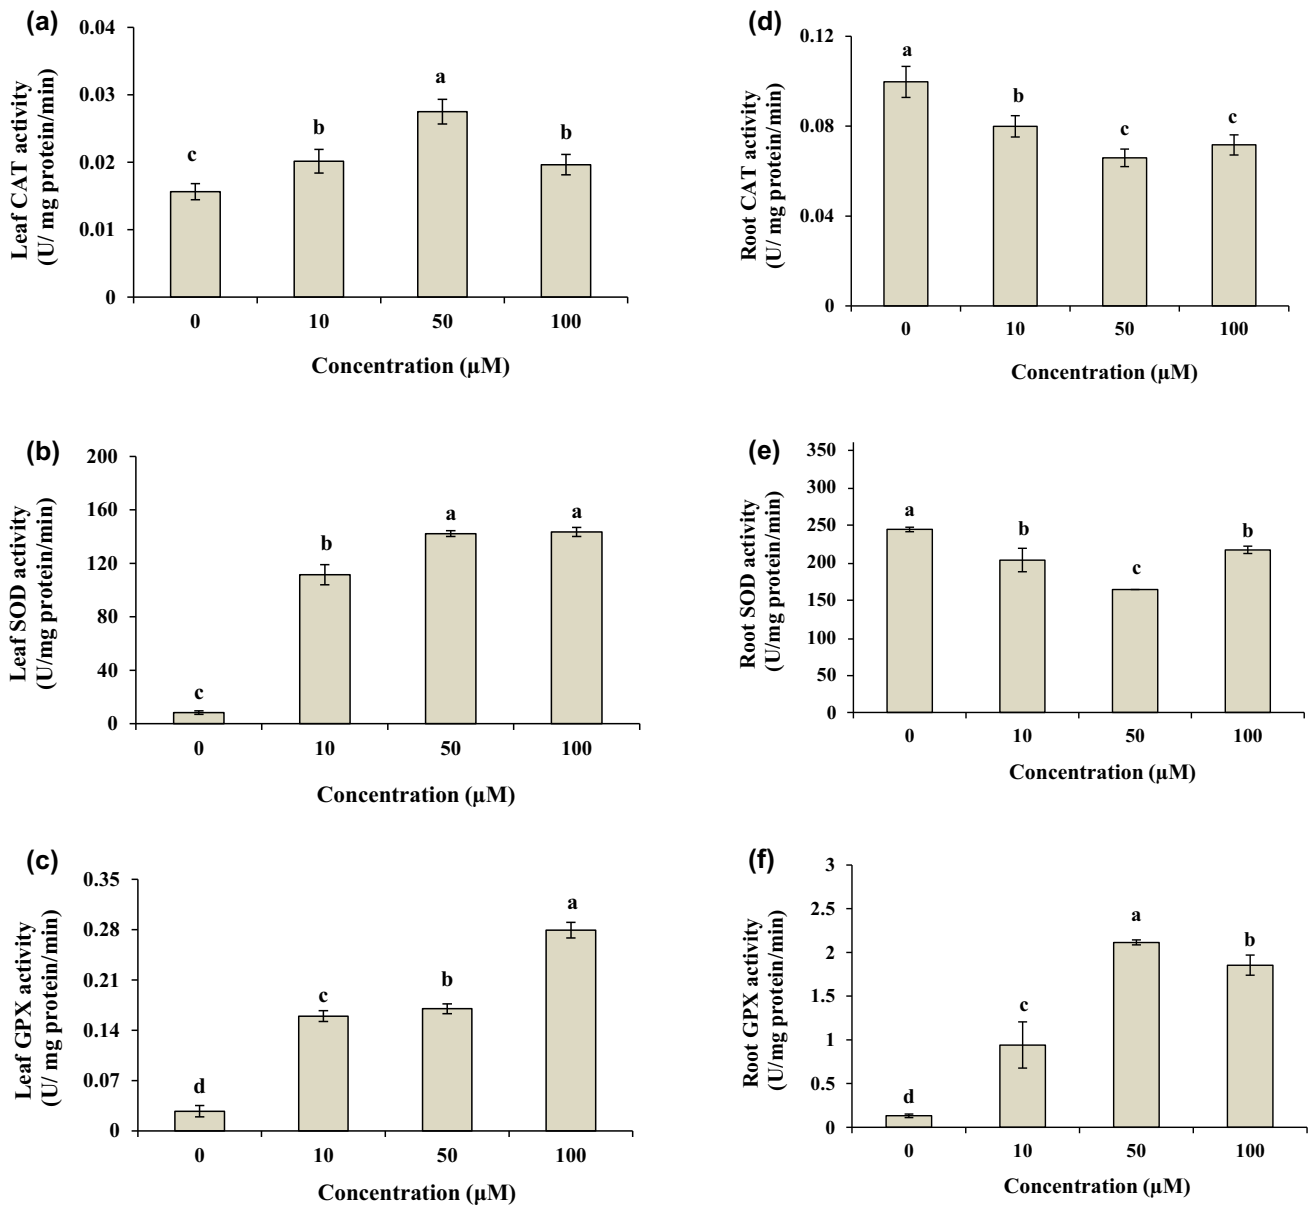 (a)
Leaf CAT activity
(U/ mg protein/min)
0.04
0.03
0.02
0.01
0
c
b
a
b
0 10 50 100
Concentration (µM)
(d)
Root CAT activity
(U/ mg protein/min)
0.12
0.08
0.04
0
a
b
c
c
0 10 50 100
Concentration (µM)
(b)
Leaf SOD activity
(U/mg protein/min)
200
160
120
80
40
0
c
b
a
a
0 10 50 100
Concentration (µM)
(e)
Root SOD activity
(U/mg protein/min)
350
300
250
200
150
100
50
0
a
b
c
b
0 10 50 100
Concentration (µM)
(c)
Leaf GPX activity
(U/ mg protein/min)
0.35
0.28
0.21
0.14
0.07
0
d
c
b
a
0 10 50 100
Concentration (µM)
(f)
Root GPX activity
(U/mg protein/min)
3
2.5
2
1.5
1
0.5
0
d
c
a
b
0 10 50 100
Concentration (µM)